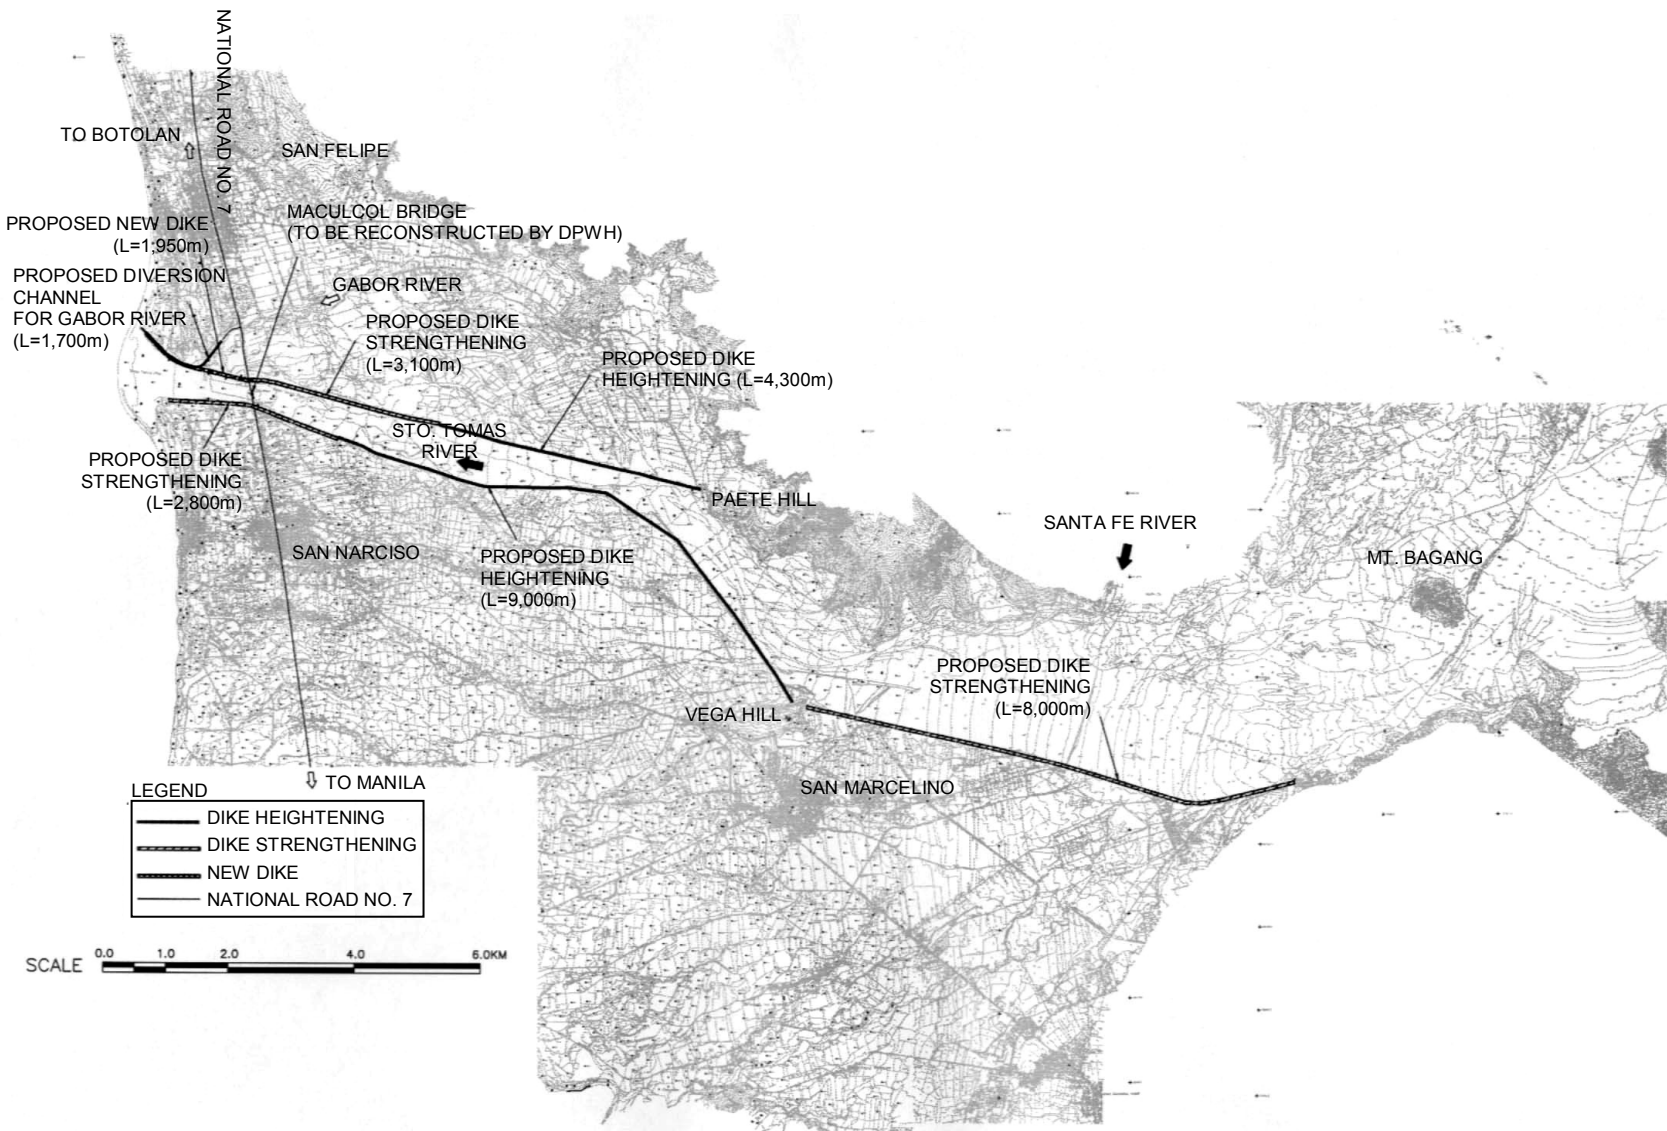 NATIONAL ROAD NO. 7
TO BOTOLAN
SAN FELIPE
PROPOSED NEW DIKE
(L=1,950m)
MACULCOL BRIDGE
(TO BE RECONSTRUCTED BY DPWH)
PROPOSED DIVERSION
CHANNEL
FOR GABOR RIVER
(L=1,700m)
GABOR RIVER
PROPOSED DIKE
STRENGTHENING
(L=3,100m)
PROPOSED DIKE
HEIGHTENING (L=4,300m)
STO. TOMAS
RIVER
PROPOSED DIKE
STRENGTHENING
(L=2,800m)
PAETE HILL
SANTA FE RIVER
SAN NARCISO
PROPOSED DIKE
HEIGHTENING
(L=9,000m)
MT. BAGANG
PROPOSED DIKE
STRENGTHENING
(L=8,000m)
VEGA HILL
SAN MARCELINO
TO MANILA
LEGEND
DIKE HEIGHTENING
DIKE STRENGTHENING
NEW DIKE
NATIONAL ROAD NO. 7
SCALE
0.0 1.0 2.0 4.0 6.0KM